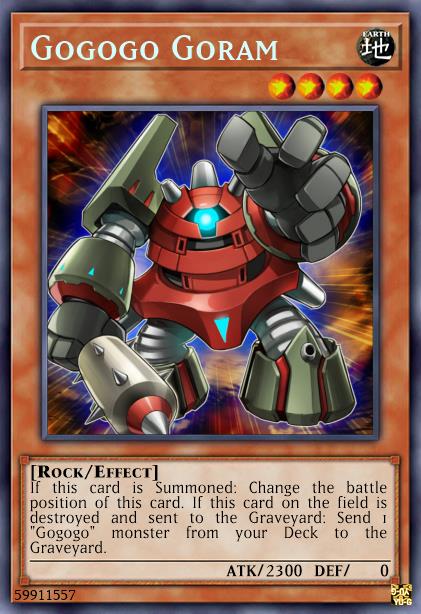 Gogogo Goram
EARTH
地
[Rock/Effect]
If this card is Summoned: Change the battle
position of this card. If this card on the field is
destroyed and sent to the Graveyard: Send 1
"Gogogo" monster from your Deck to the
Graveyard.
ATK/2300 DEF/ 0
59911557